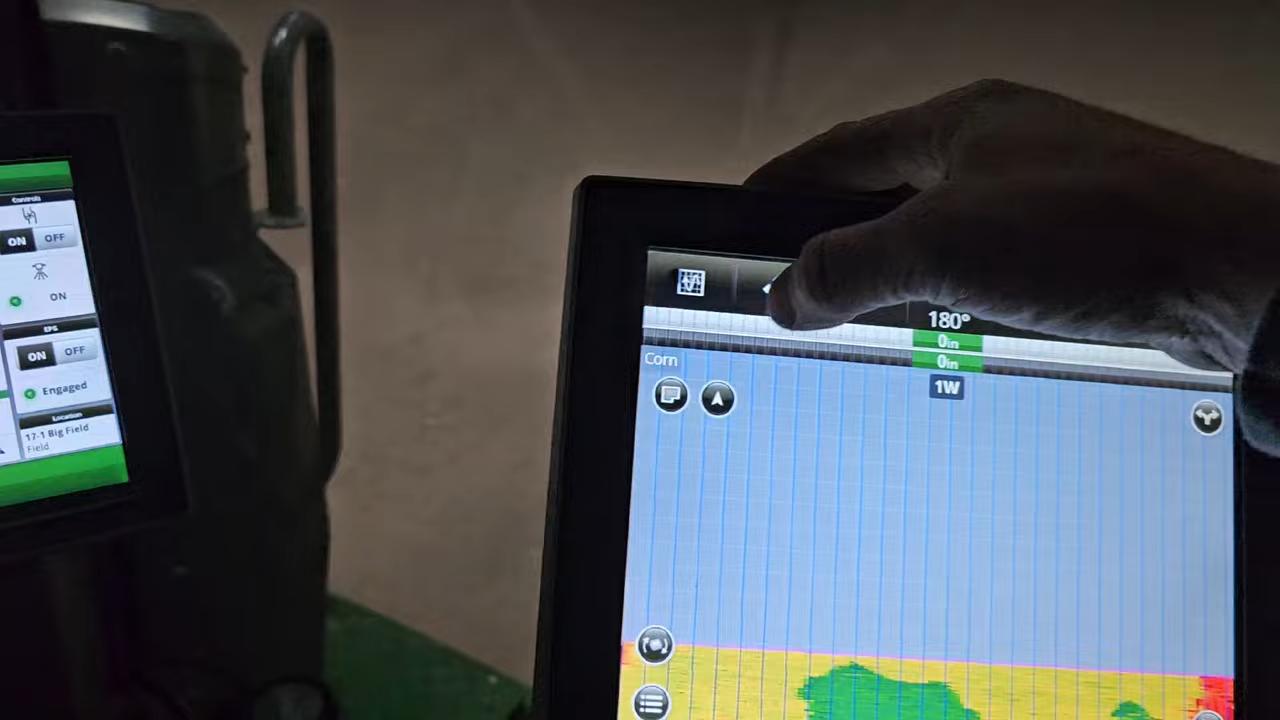 Controls
ON OFF
ON
EPS
ON OFF
Engaged
Location
17-1 Big Field
Field
180°
0in
0in
Corn
1W